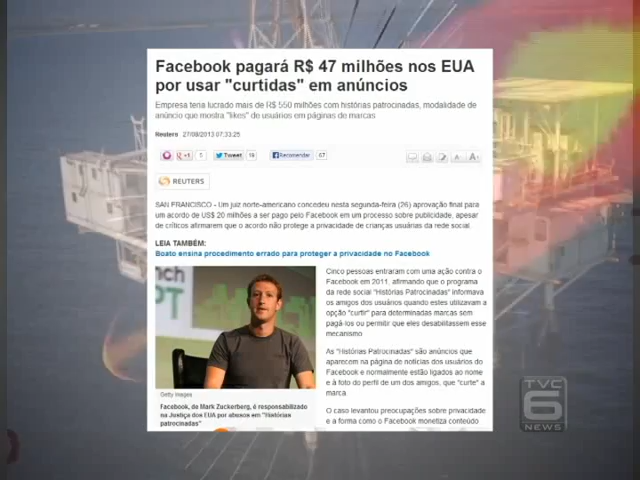 Facebook pagará R$ 47 milhões nos EUA
por usar "curtidas" em anúncios
Empresa teria lucrado mais de R$ 550 milhões com histórias patrocinadas, modalidade de
anúncio que mostra "likes" de usuários em páginas de marcas
Reuters 27/08/2013 07:33:25
+1 5 Tweet 19 Recomendar 67 A- A+
REUTERS
SAN FRANCISCO - Um juiz norte-americano concedeu nesta segunda-feira (26) aprovação final para
um acordo de US$ 20 milhões a ser pago pelo Facebook em um processo sobre publicidade, apesar
de críticos afirmarem que o acordo não protege a privacidade de crianças usuárias da rede social
LEIA TAMBÉM:
Boato ensina procedimento errado para proteger a privacidade no Facebook
nch
PT
Getty Images
Facebook, de Mark Zuckerberg, é responsabilizado
na Justiça dos EUA por abusos em "Histórias
patrocinadas"
Cinco pessoas entraram com uma ação contra o
Facebook em 2011, afirmando que o programa
da rede social "Histórias Patrocinadas" informava
os amigos dos usuários quando estes utilizavam a
opção "curtir" para determinadas marcas sem
pagá-los ou permitir que eles desabilitassem esse
mecanismo
As "Histórias Patrocinadas" são anúncios que
aparecem na página de notícias dos usuários do
Facebook e normalmente estão ligados ao nome
e à foto do perfil de um dos amigos, que "curte" a
marca
O caso levantou preocupações sobre privacidade
e a forma como o Facebook monetiza conteúdo
TVC
6
NEWS